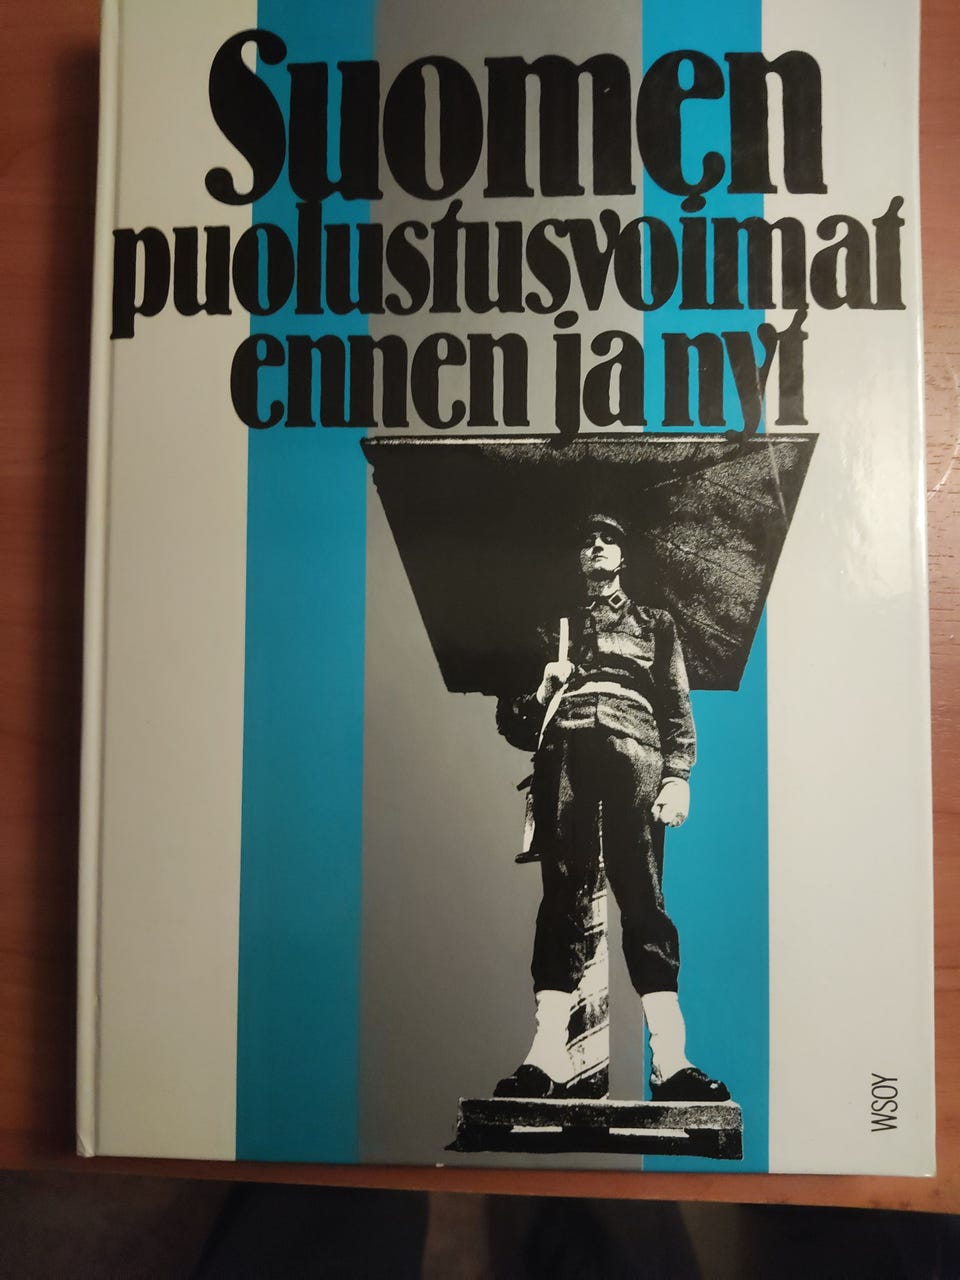 Suomen
puolustusvoimat
ennen ja nyt
WSOY